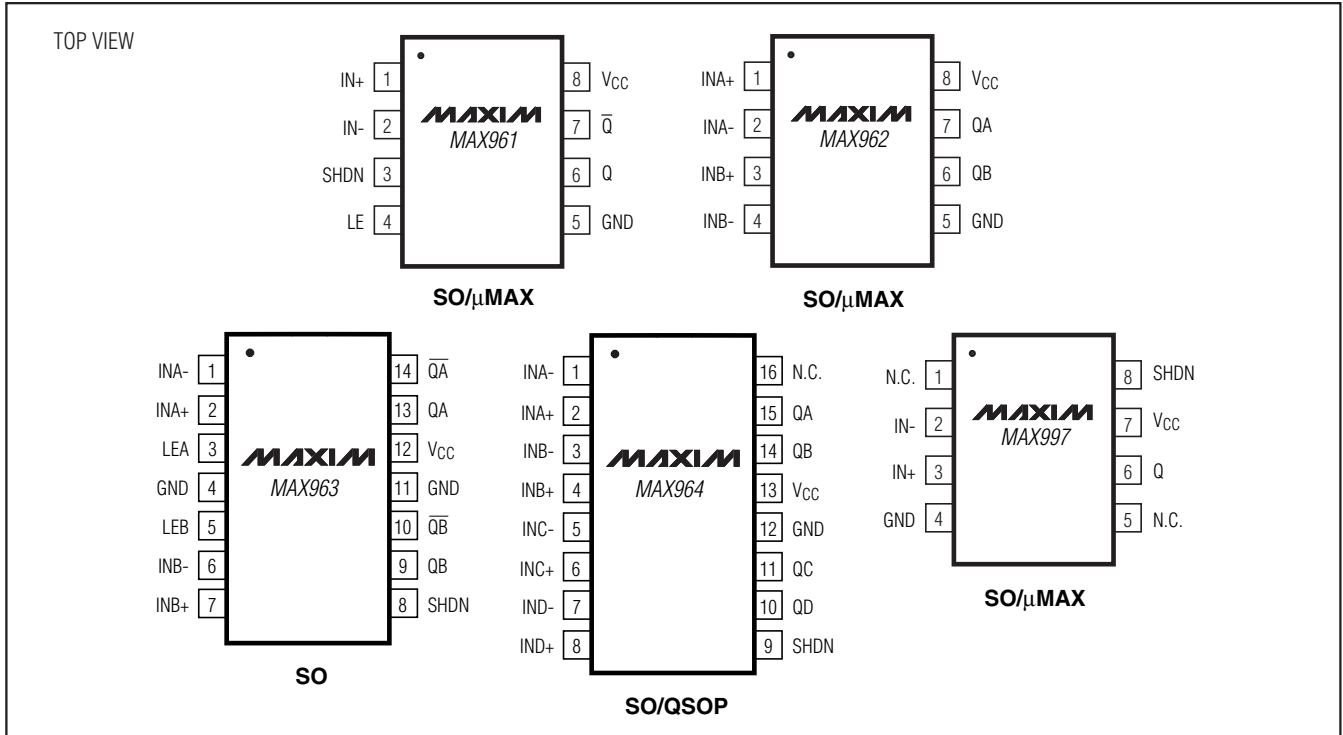 TOP VIEW
IN+ 1
IN- 2
SHDN 3
LE 4
MAXIM
MAX961
8 VCC
7 Q̅
6 Q
5 GND
SO/µMAX
INA+ 1
INA- 2
INB+ 3
INB- 4
MAXIM
MAX962
8 VCC
7 QA
6 QB
5 GND
SO/µMAX
INA- 1
INA+ 2
LEA 3
GND 4
LEB 5
INB- 6
INB+ 7
MAXIM
MAX963
14 Q̅A̅
13 QA
12 VCC
11 GND
10 Q̅B̅
9 QB
8 SHDN
SO
INA- 1
INA+ 2
INB- 3
INB+ 4
INC- 5
INC+ 6
IND- 7
IND+ 8
MAXIM
MAX964
16 N.C.
15 QA
14 QB
13 VCC
12 GND
11 QC
10 QD
9 SHDN
SO/QSOP
N.C. 1
IN- 2
IN+ 3
GND 4
MAXIM
MAX997
8 SHDN
7 VCC
6 Q
5 N.C.
SO/µMAX